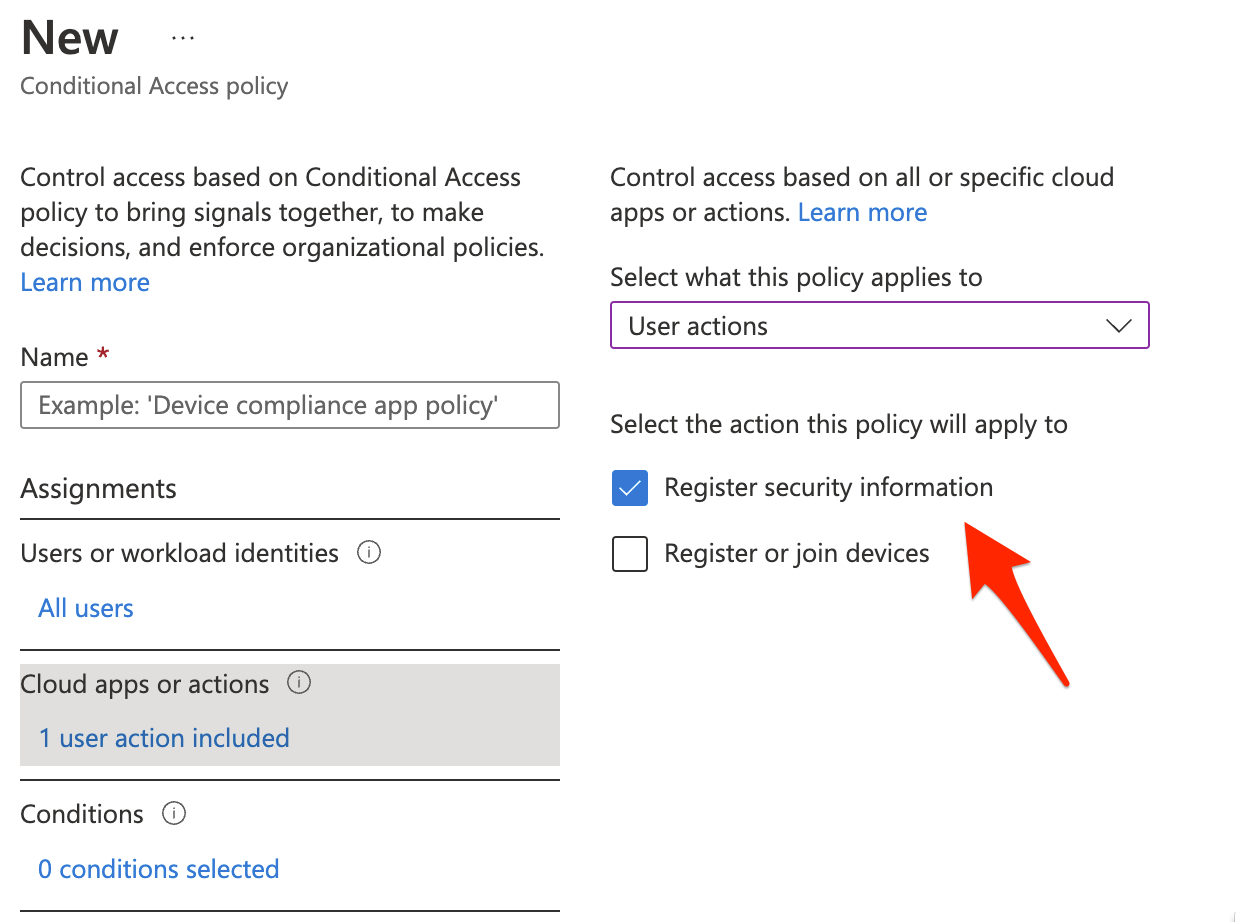 New ...
Conditional Access policy
Control access based on Conditional Access
policy to bring signals together, to make
decisions, and enforce organizational policies.
Learn more
Name *
Example: 'Device compliance app policy'
Assignments
Users or workload identities
All users
Cloud apps or actions
1 user action included
Conditions
0 conditions selected
Control access based on all or specific cloud
apps or actions. Learn more
Select what this policy applies to
User actions
Select the action this policy will apply to
Register security information
Register or join devices